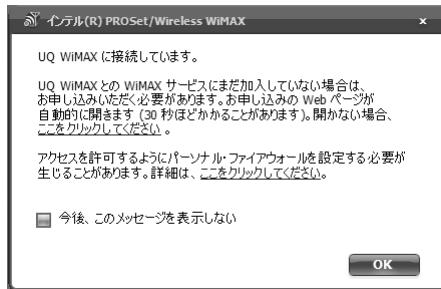 インテル(R) PROSet/Wireless WiMAX
UQ WiMAX に接続しています。
UQ WiMAX との WiMAX サービスにまだ加入していない場合は、
お申し込みいただく必要があります。お申し込みの Web ページが
自動的に開きます (30 秒ほどかかることがあります)。開かない場合、
ここをクリックしてください 。
アクセスを許可するようにパーソナル・ファイアウォールを設定する必要が
生じることがあります。詳細は、ここをクリックしてください。
今後、このメッセージを表示しない
OK